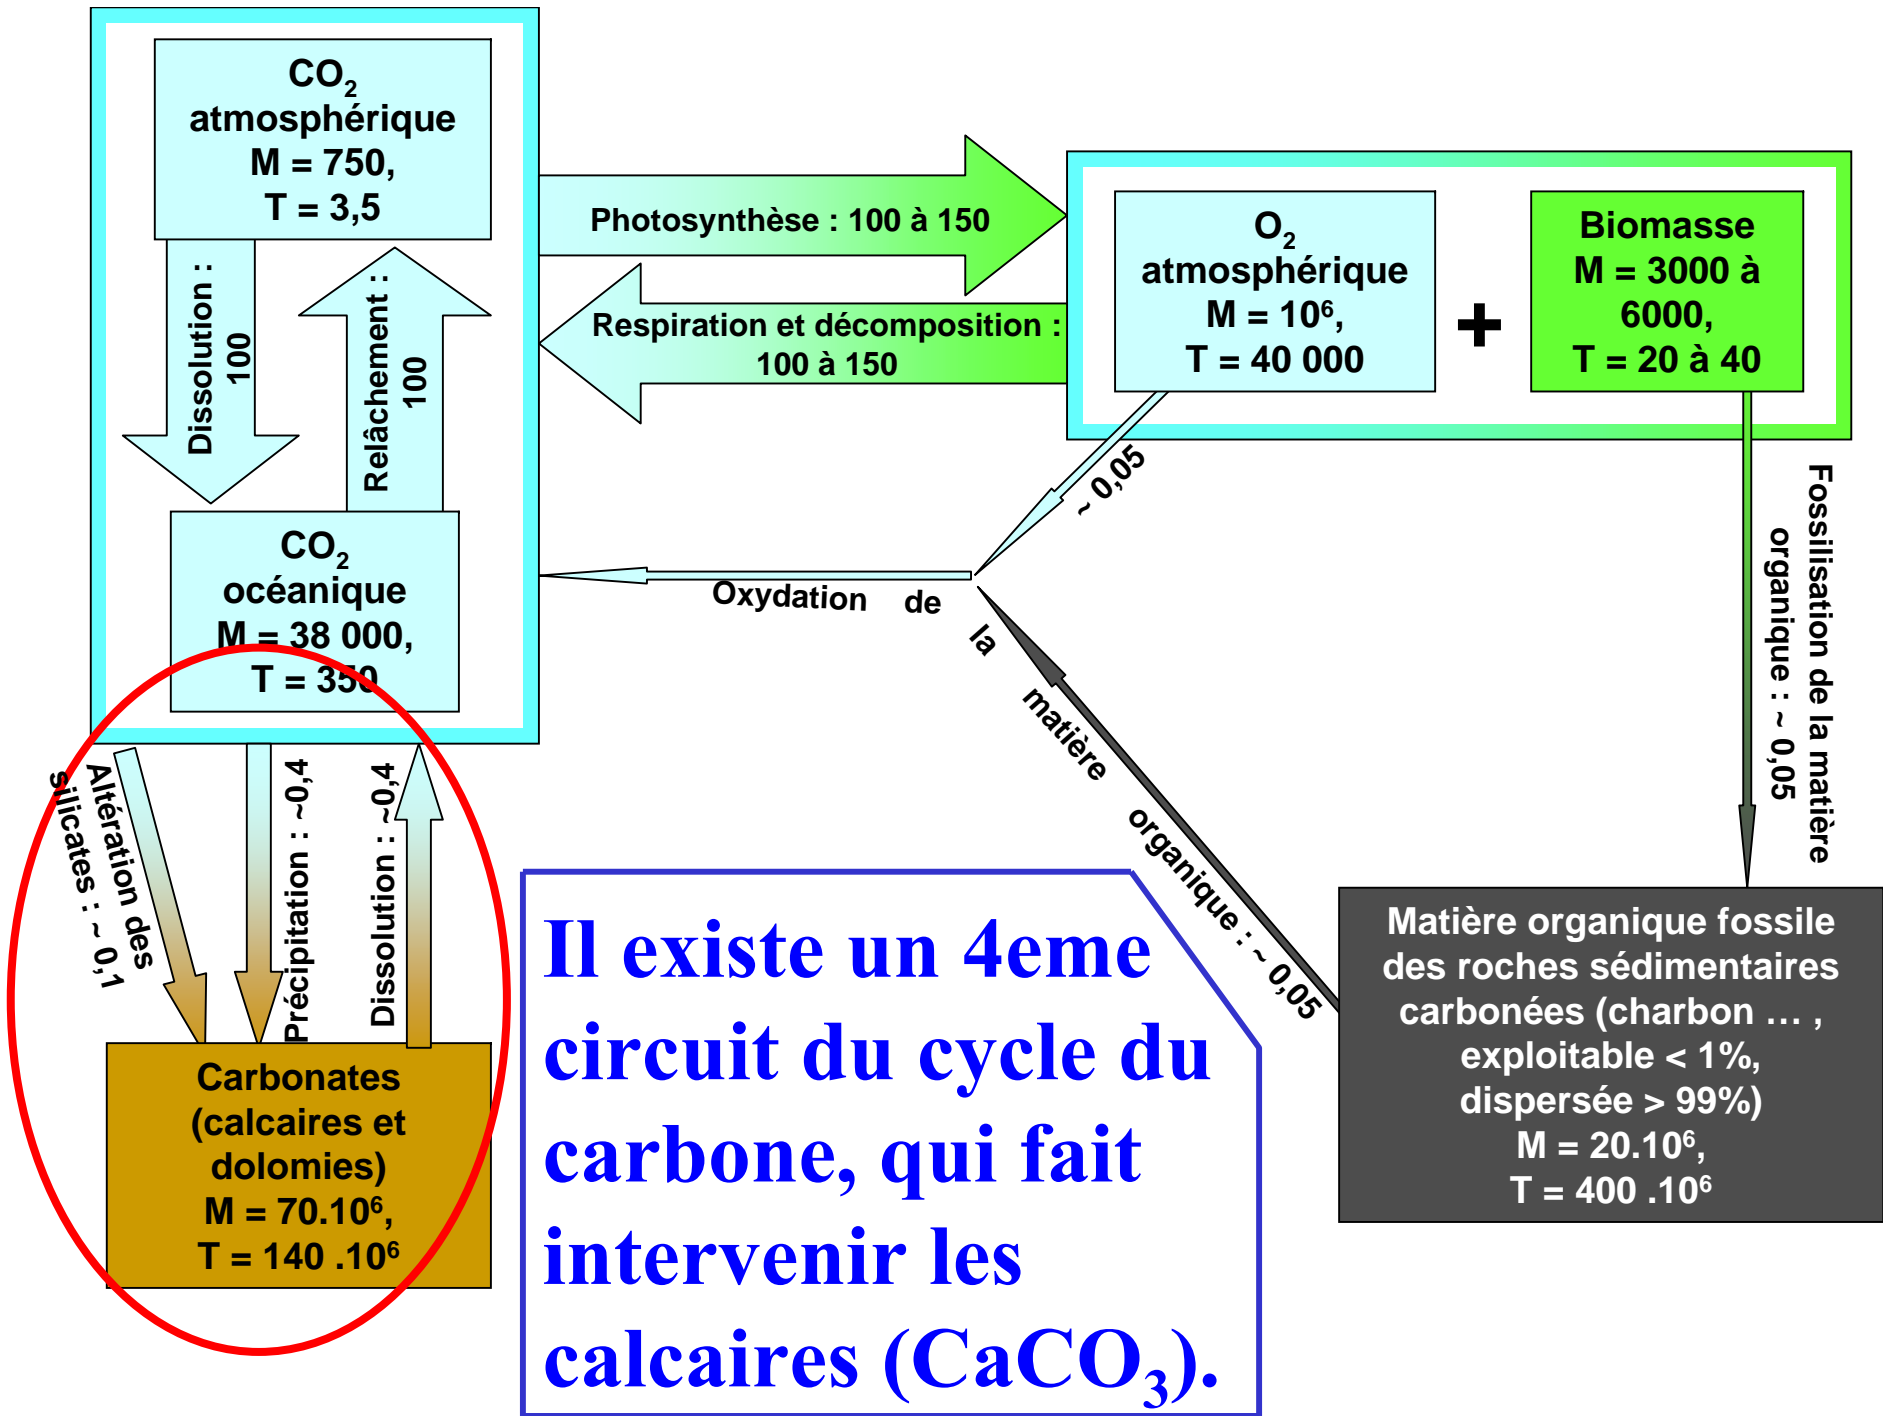 CO₂
atmosphérique
M = 750,
T = 3,5
Dissolution :
100
Relâchement :
100
CO₂
océanique
M = 38 000,
T = 350
Photosynthèse : 100 à 150
Respiration et décomposition :
100 à 150
O₂
atmosphérique
M = 10⁶,
T = 40 000
+
Biomasse
M = 3000 à
6000,
T = 20 à 40
~ 0,05
Oxydation de la matière organique : ~ 0,05
Fossilisation de la matière
organique : ~ 0,05
Altération des
silicates : ~ 0,1
Précipitation : ~0,4
Dissolution : ~0,4
Carbonates
(calcaires et
dolomies)
M = 70.10⁶,
T = 140 .10⁶
Il existe un 4eme
circuit du cycle du
carbone, qui fait
intervenir les
calcaires (CaCO₃).
Matière organique fossile
des roches sédimentaires
carbonées (charbon … ,
exploitable < 1%,
dispersée > 99%)
M = 20.10⁶,
T = 400 .10⁶